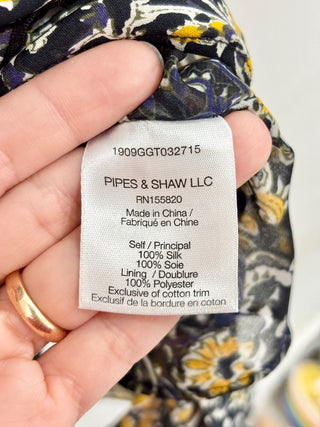 1909GGT032715
PIPES & SHAW LLC
RN155820
Made in China /
Fabriqué en Chine
Self / Principal
100% Silk
100% Soie
Lining / Doublure
100% Polyester
Exclusive of cotton trim
Exclusif de la bordure en coton